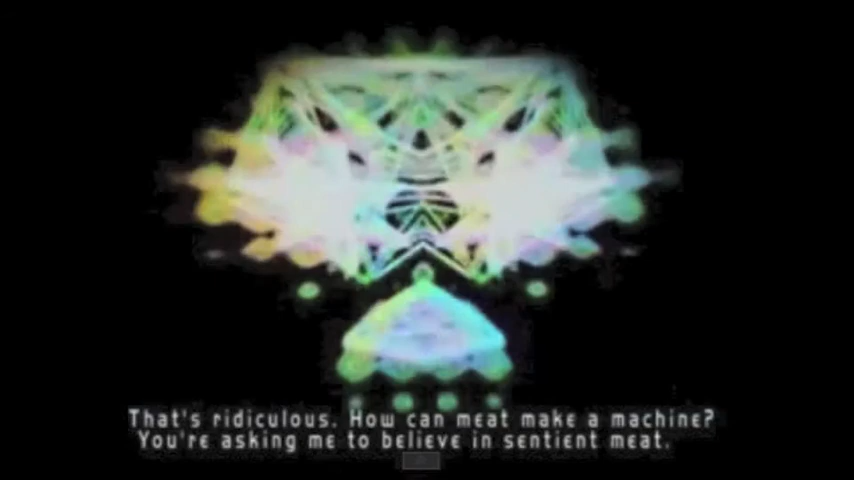 That's ridiculous. How can meat make a machine?
You're asking me to believe in sentient meat.